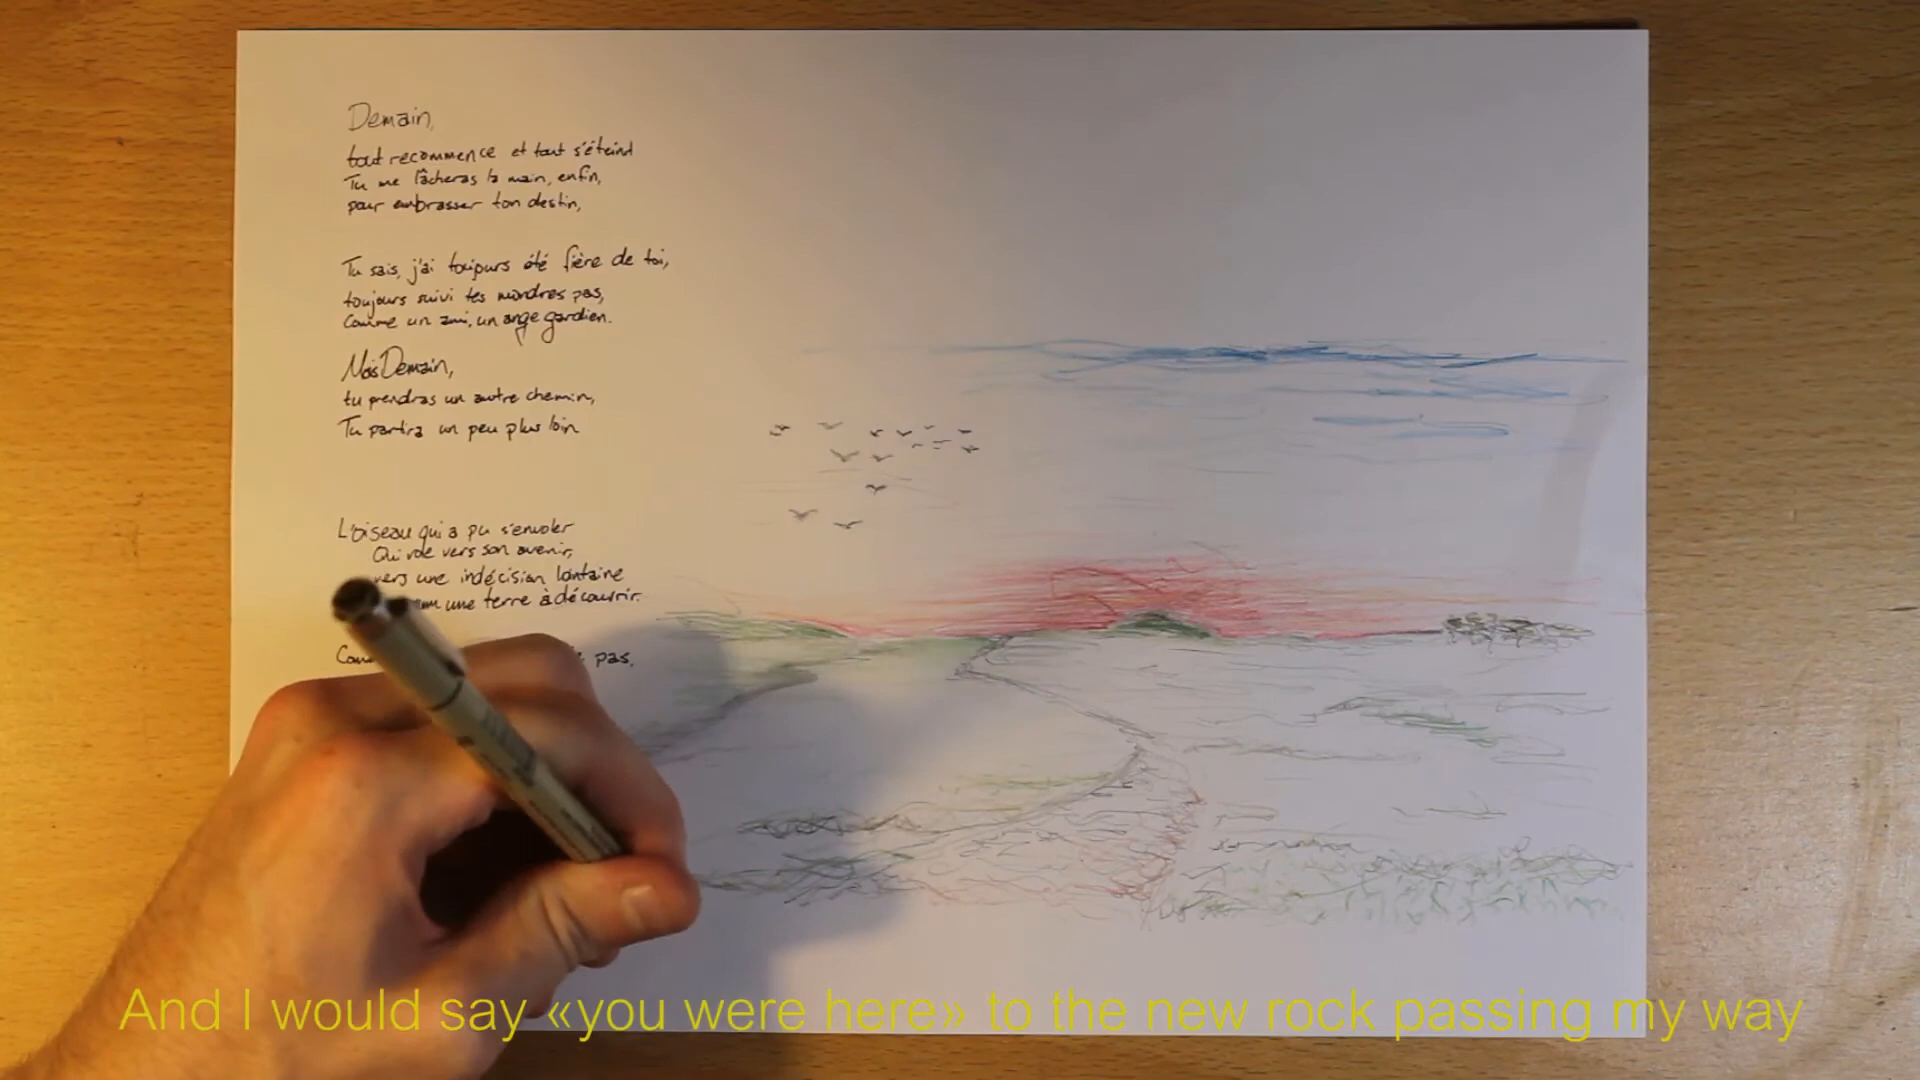 Demain,
tout recommence et tout s'éteind
Tu me lâcheras la main, enfin,
pour embrasser ton destin,
Tu sais, j'ai toujours été fière de toi,
toujours suivi tes moindres pas,
Comme un ami, un ange gardien.
Mais Demain,
tu prendras un autre chemin,
Tu partira un peu plus loin
L'oiseau qui a pu s'envoler
Qui vole vers son avenir,
vers une indécision lointaine
une terre à découvrir.
pas,
And I would say «you were here» to the new rock passing my way